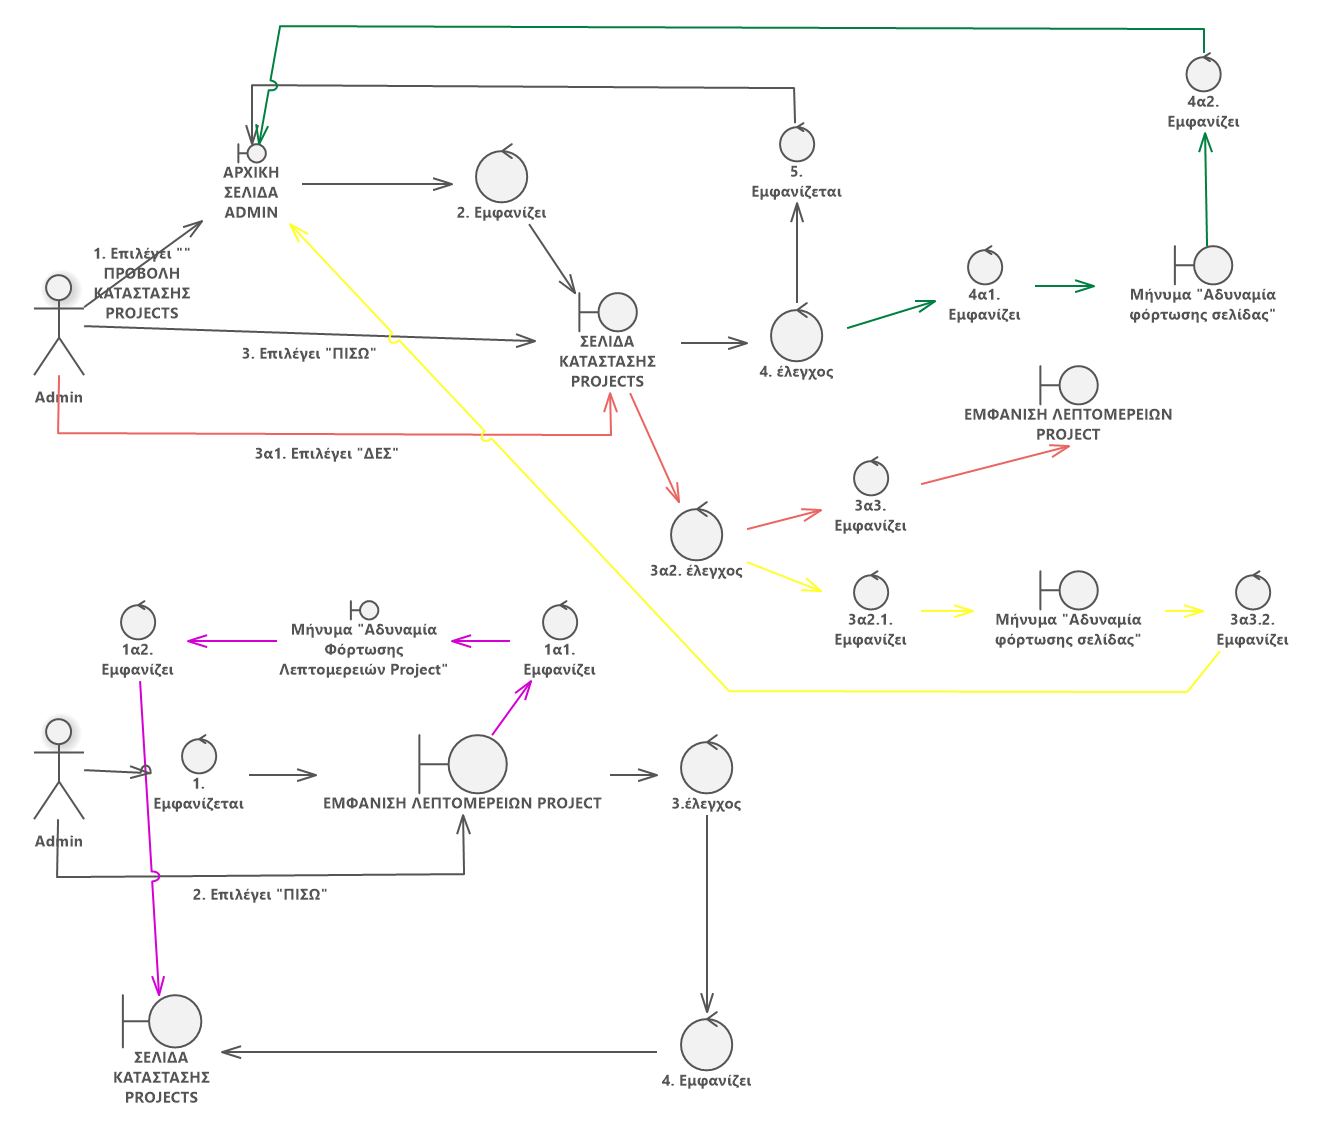 4α2.
Εμφανίζει
ΑΡΧΙΚΗ
ΣΕΛΙΔΑ
ADMIN
2. Εμφανίζει
5.
Εμφανίζεται
1. Επιλέγει ""
ΠΡΟΒΟΛΗ
ΚΑΤΑΣΤΑΣΗΣ
PROJECTS
4α1.
Εμφανίζει
Μήνυμα "Αδυναμία
φόρτωσης σελίδας"
3. Επιλέγει "ΠΙΣΩ"
ΣΕΛΙΔΑ
ΚΑΤΑΣΤΑΣΗΣ
PROJECTS
4. έλεγχος
Admin
ΕΜΦΑΝΙΣΗ ΛΕΠΤΟΜΕΡΕΙΩΝ
PROJECT
3α1. Επιλέγει "ΔΕΣ"
3α3.
Εμφανίζει
3α2. έλεγχος
3α2.1.
Εμφανίζει
Μήνυμα "Αδυναμία
φόρτωσης σελίδας"
3α3.2.
Εμφανίζει
1α2.
Εμφανίζει
Μήνυμα "Αδυναμία
Φόρτωσης
Λεπτομερειών Project"
1α1.
Εμφανίζει
1.
Εμφανίζεται
ΕΜΦΑΝΙΣΗ ΛΕΠΤΟΜΕΡΕΙΩΝ PROJECT
3.έλεγχος
Admin
2. Επιλέγει "ΠΙΣΩ"
ΣΕΛΙΔΑ
ΚΑΤΑΣΤΑΣΗΣ
PROJECTS
4. Εμφανίζει